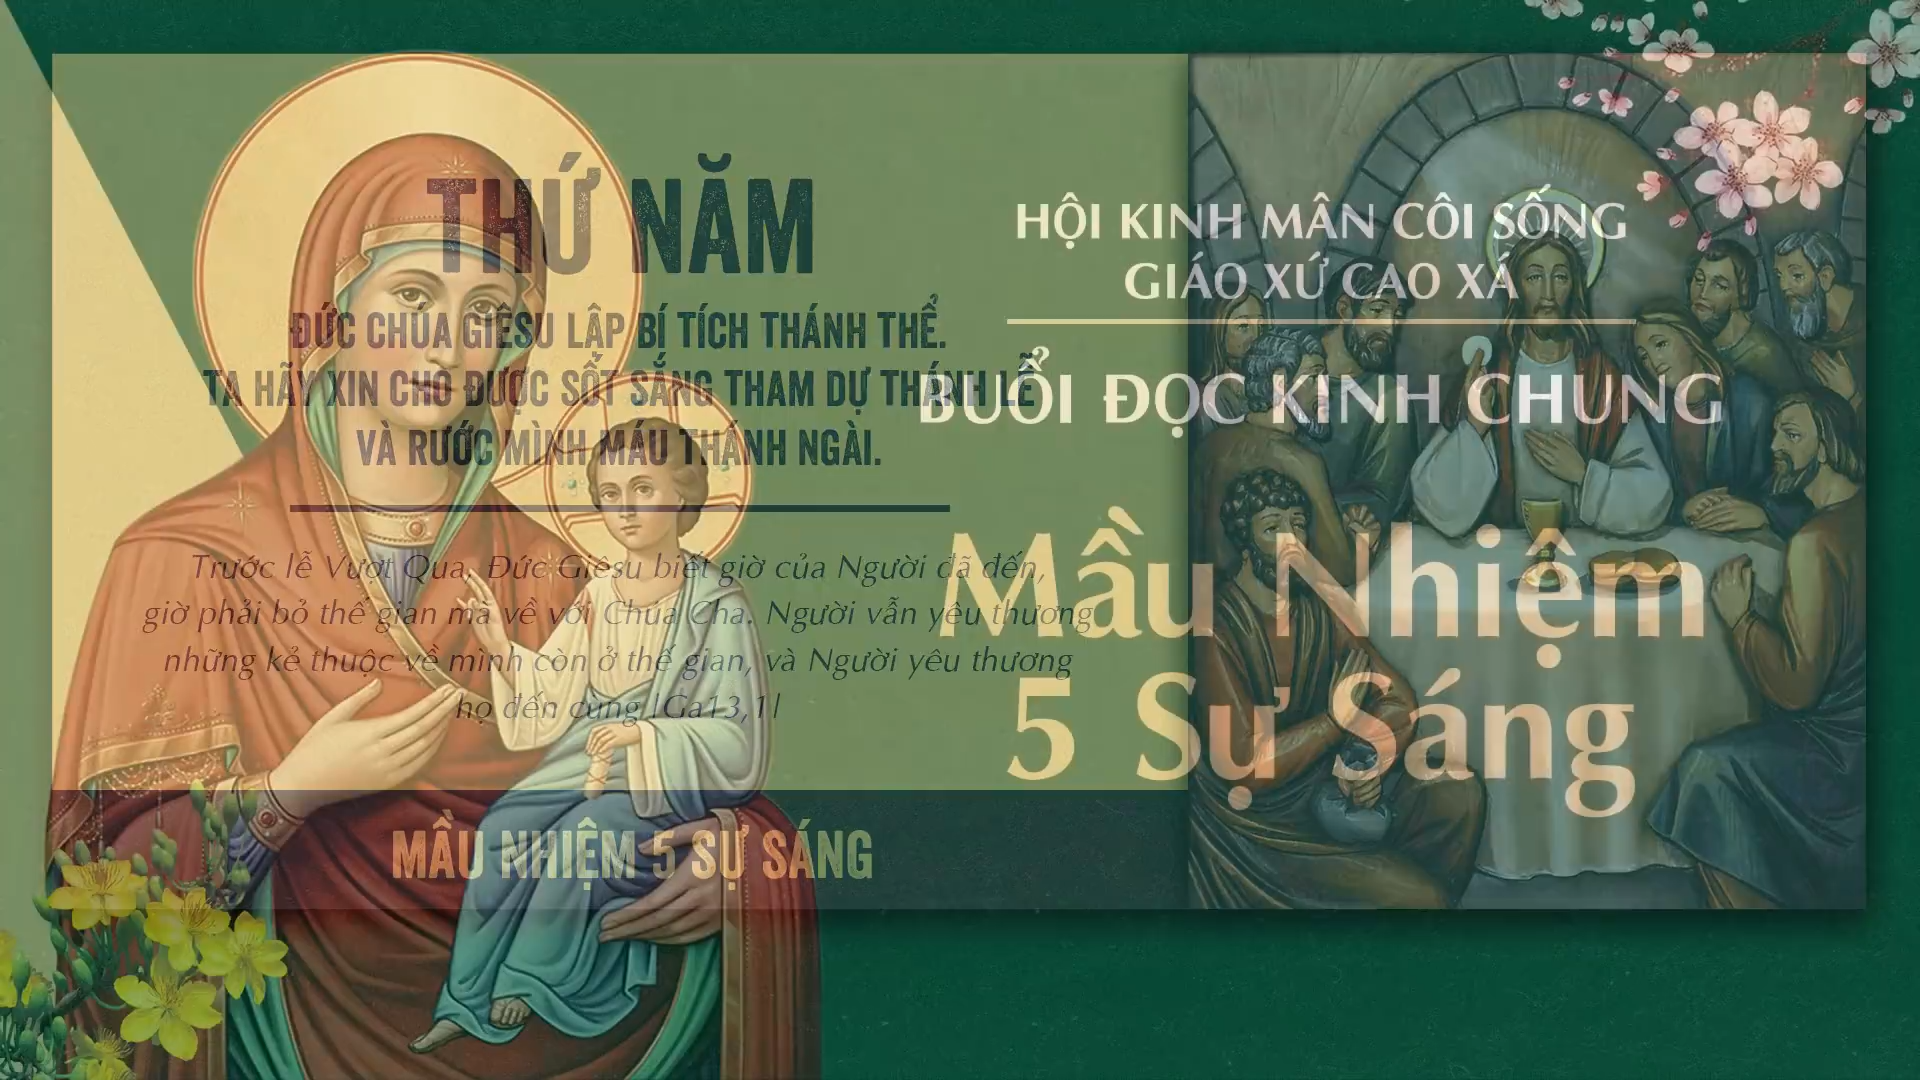 THỨ NĂM
ĐỨC CHÚA GIÊSU LẬP BÍ TÍCH THÁNH THỂ.
TA HÃY XIN CHO ĐƯỢC SỐT SẮNG THAM DỰ THÁNH LỄ
VÀ RƯỚC MÌNH MÁU THÁNH NGÀI.
Trước lễ Vượt Qua, Đức Giêsu biết giờ của Người đã đến,
giờ phải bỏ thế gian mà về với Chúa Cha. Người vẫn yêu thương
những kẻ thuộc về mình còn ở thế gian, và Người yêu thương
họ đến cùng |Ga13,1|
MẦU NHIỆM 5 SỰ SÁNG
HỘI KINH MÂN CÔI SỐNG
GIÁO XỨ CAO XÁ
BUỔI ĐỌC KINH CHUNG
Mầu Nhiệm
5 Sự Sáng